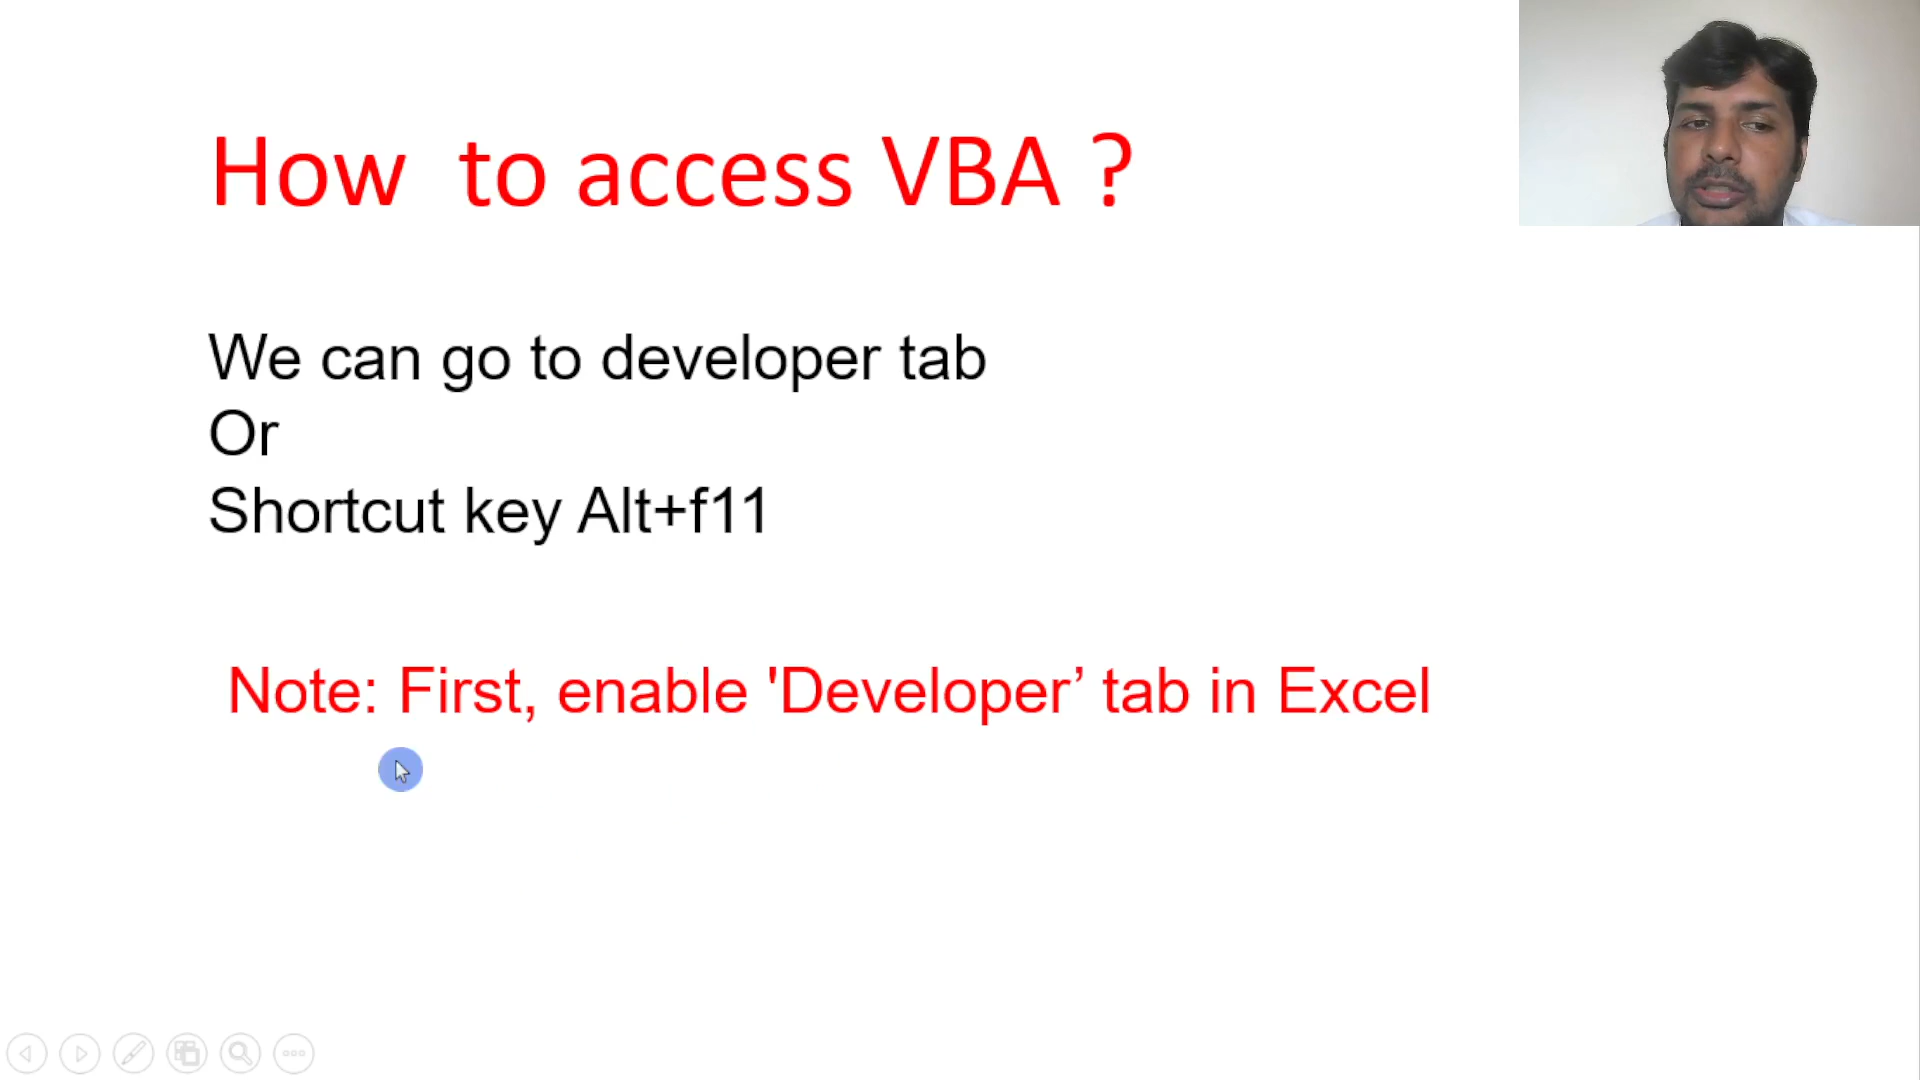 How to access VBA ?
We can go to developer tab
Or
Shortcut key Alt+f11
Note: First, enable 'Developer’ tab in Excel